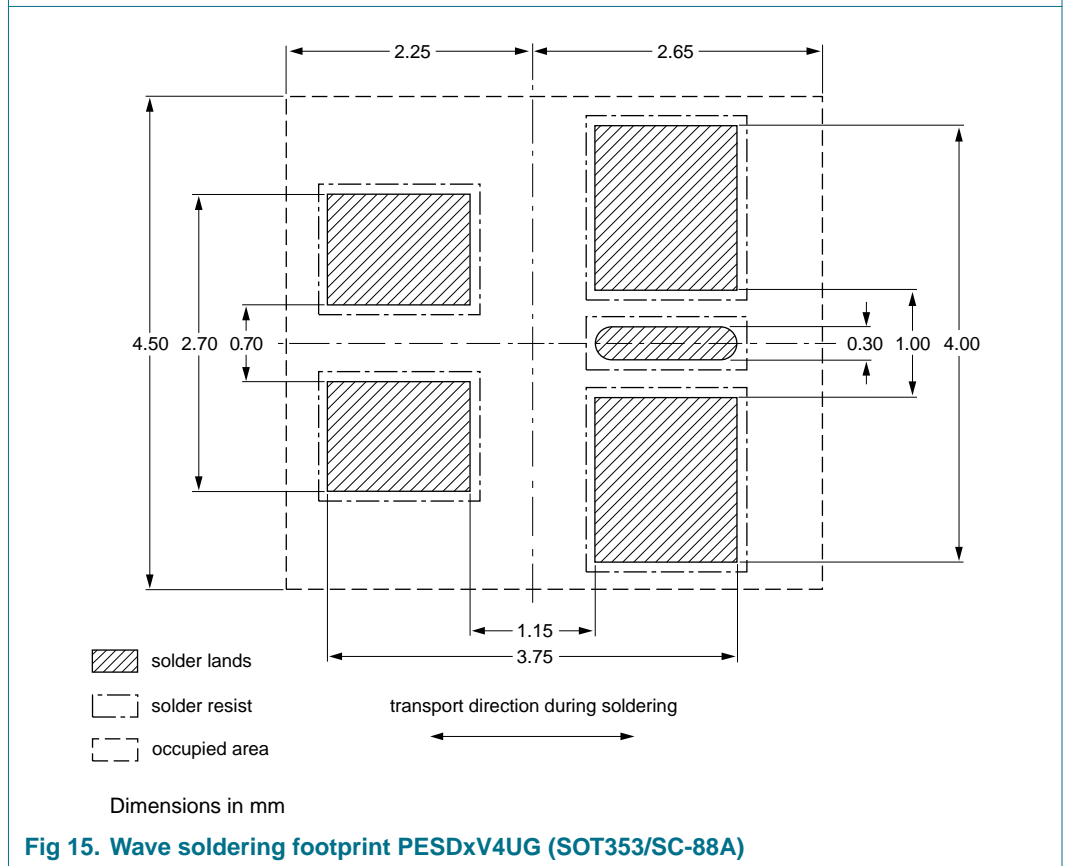 2.25 2.65
4.50 2.70 0.70 0.30 1.00 4.00
1.15
3.75
solder lands
solder resist
transport direction during soldering
occupied area
Dimensions in mm
Fig 15. Wave soldering footprint PESDxV4UG (SOT353/SC-88A)